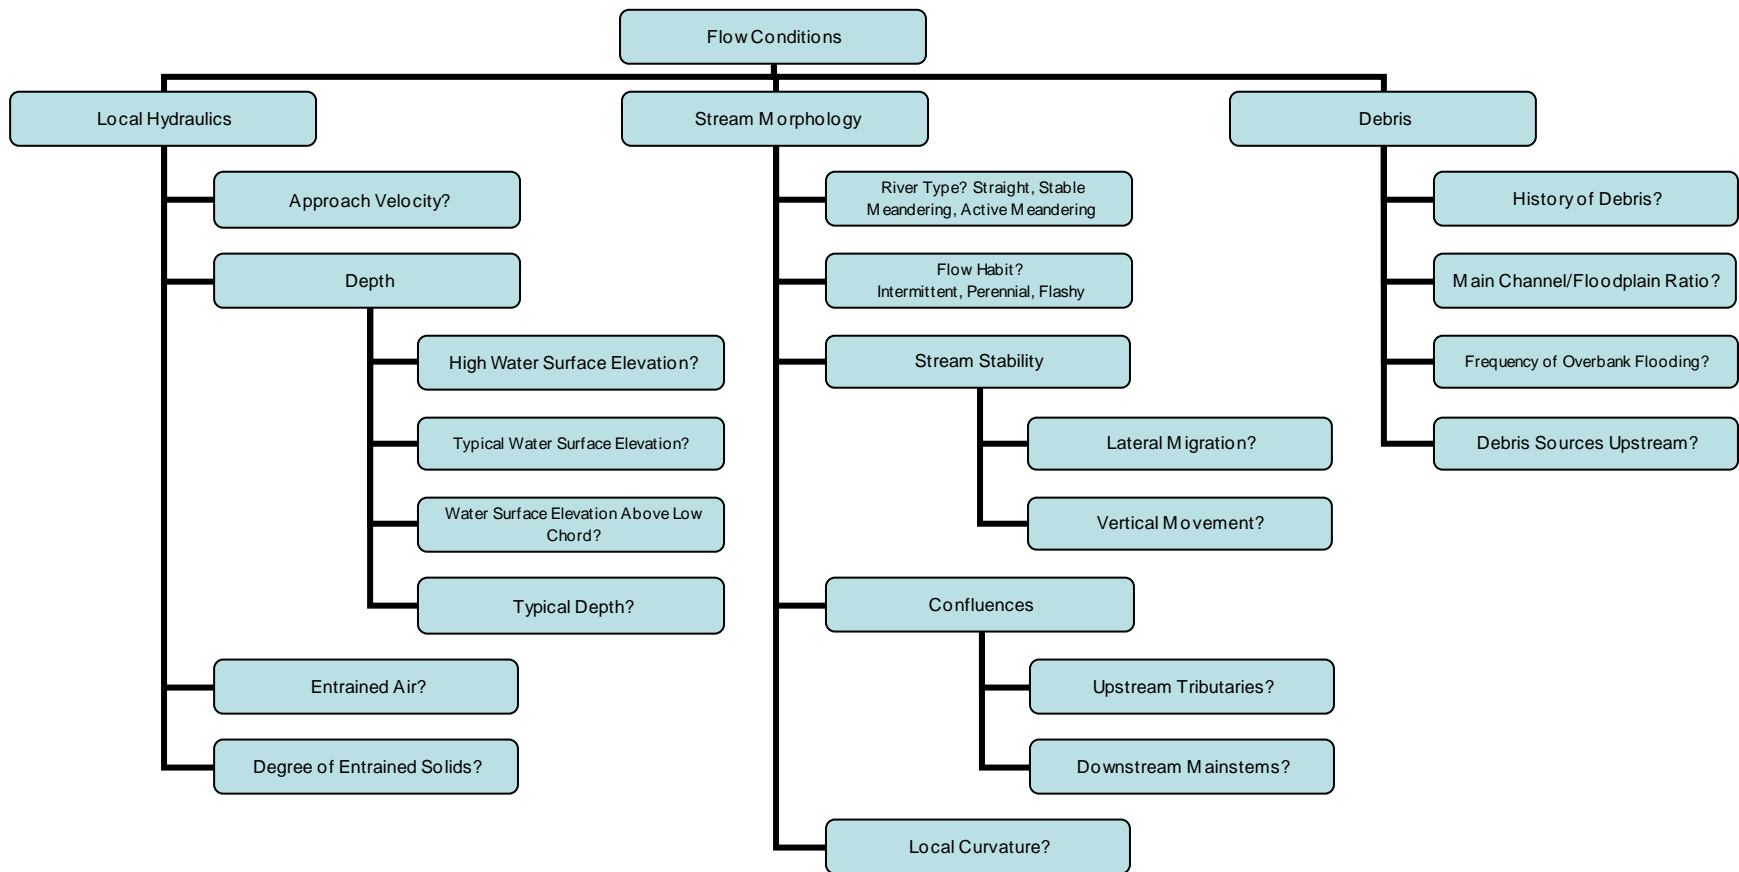 Flow Conditions
Local Hydraulics
Stream Morphology
Debris
Approach Velocity?
River Type? Straight, Stable
Meandering, Active Meandering
History of Debris?
Depth
Flow Habit?
Intermittent, Perennial, Flashy
Main Channel/Floodplain Ratio?
High Water Surface Elevation?
Stream Stability
Frequency of Overbank Flooding?
Typical Water Surface Elevation?
Lateral Migration?
Debris Sources Upstream?
Water Surface Elevation Above Low
Chord?
Vertical Movement?
Typical Depth?
Confluences
Entrained Air?
Upstream Tributaries?
Degree of Entrained Solids?
Downstream Mainstems?
Local Curvature?